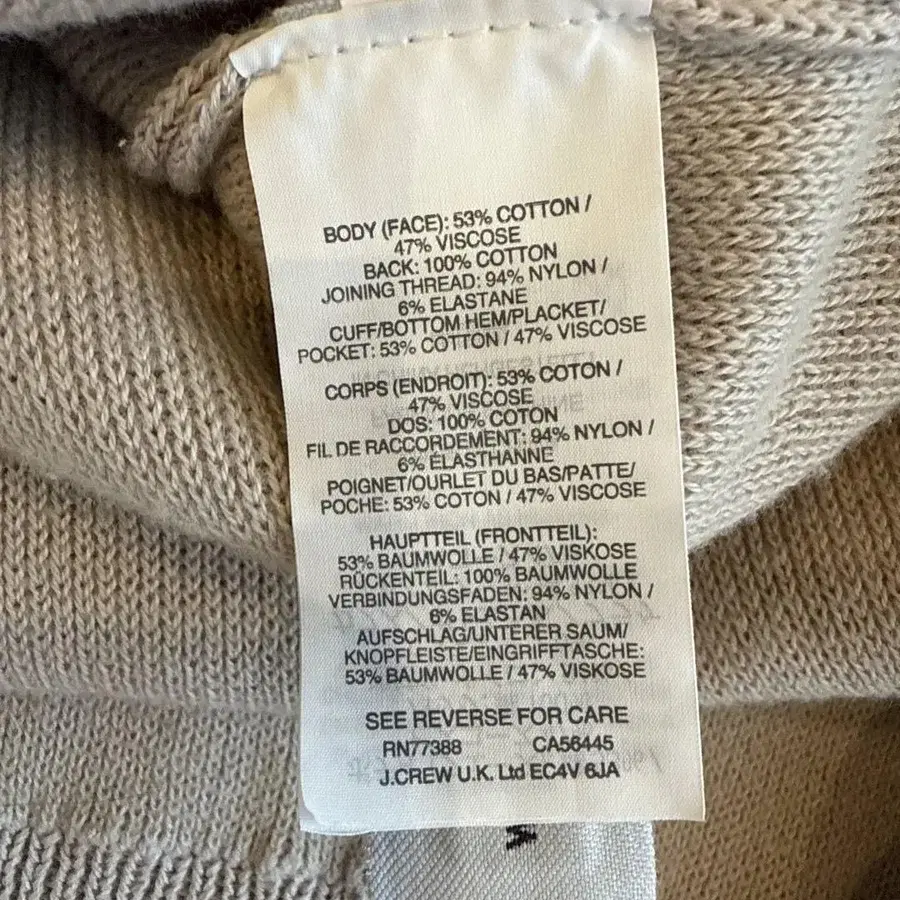 BODY (FACE): 53% COTTON /
47% VISCOSE
BACK: 100% COTTON
JOINING THREAD: 94% NYLON /
6% ELASTANE
CUFF/BOTTOM HEM/PLACKET/
POCKET: 53% COTTON / 47% VISCOSE
CORPS (ENDROIT): 53% COTON /
47% VISCOSE
DOS: 100% COTON
FIL DE RACCORDEMENT: 94% NYLON /
6% ÉLASTHANNE
POIGNET/OURLET DU BAS/PATTE/
POCHE: 53% COTON / 47% VISCOSE
HAUPTTEIL (FRONTTEIL):
53% BAUMWOLLE / 47% VISKOSE
RÜCKENTEIL: 100% BAUMWOLLE
VERBINDUNGSFADEN: 94% NYLON /
6% ELASTAN
AUFSCHLAG/UNTERER SAUM/
KNOPFLEISTE/EINGRIFFTASCHE:
53% BAUMWOLLE / 47% VISKOSE
SEE REVERSE FOR CARE
RN77388 CA56445
J.CREW U.K. Ltd EC4V 6JA